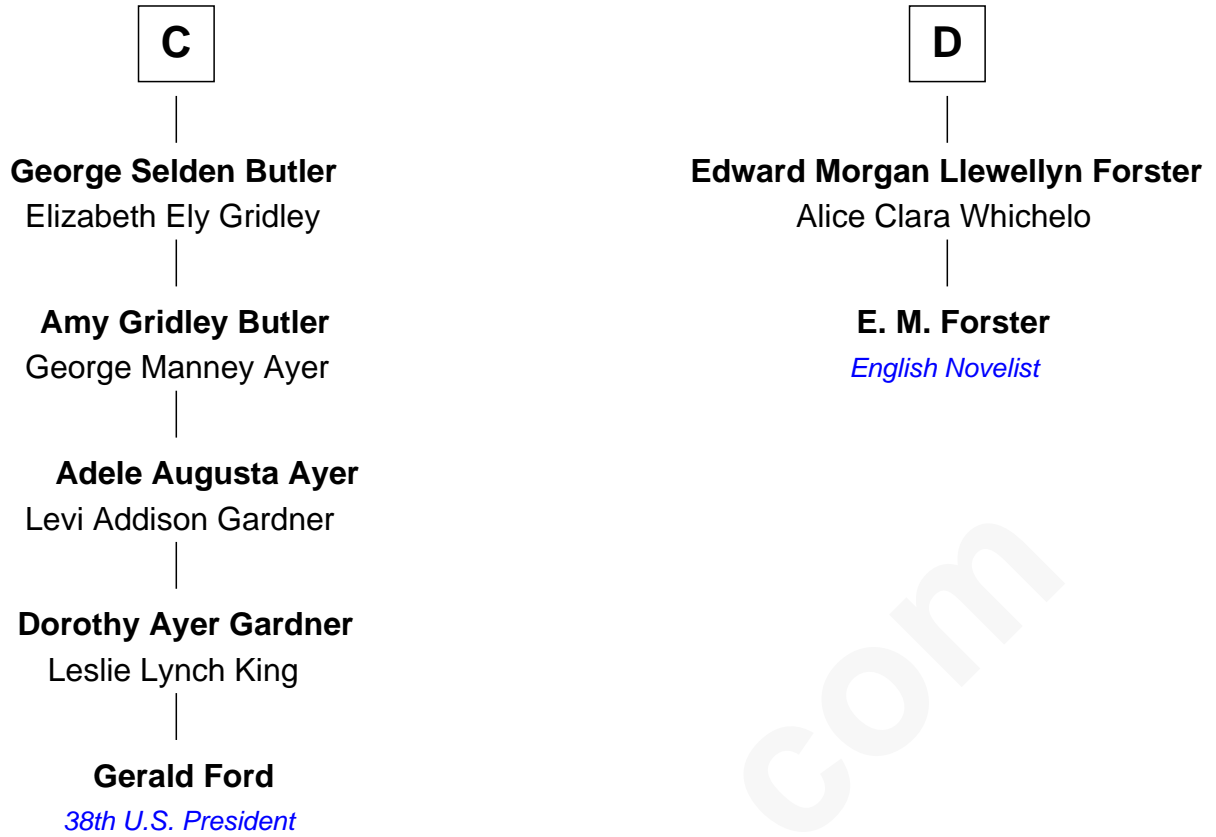 C
George Selden Butler
Elizabeth Ely Gridley
Amy Gridley Butler
George Manney Ayer
Adele Augusta Ayer
Levi Addison Gardner
Dorothy Ayer Gardner
Leslie Lynch King
Gerald Ford
38th U.S. President
D
Edward Morgan Llewellyn Forster
Alice Clara Whichelo
E. M. Forster
English Novelist
com